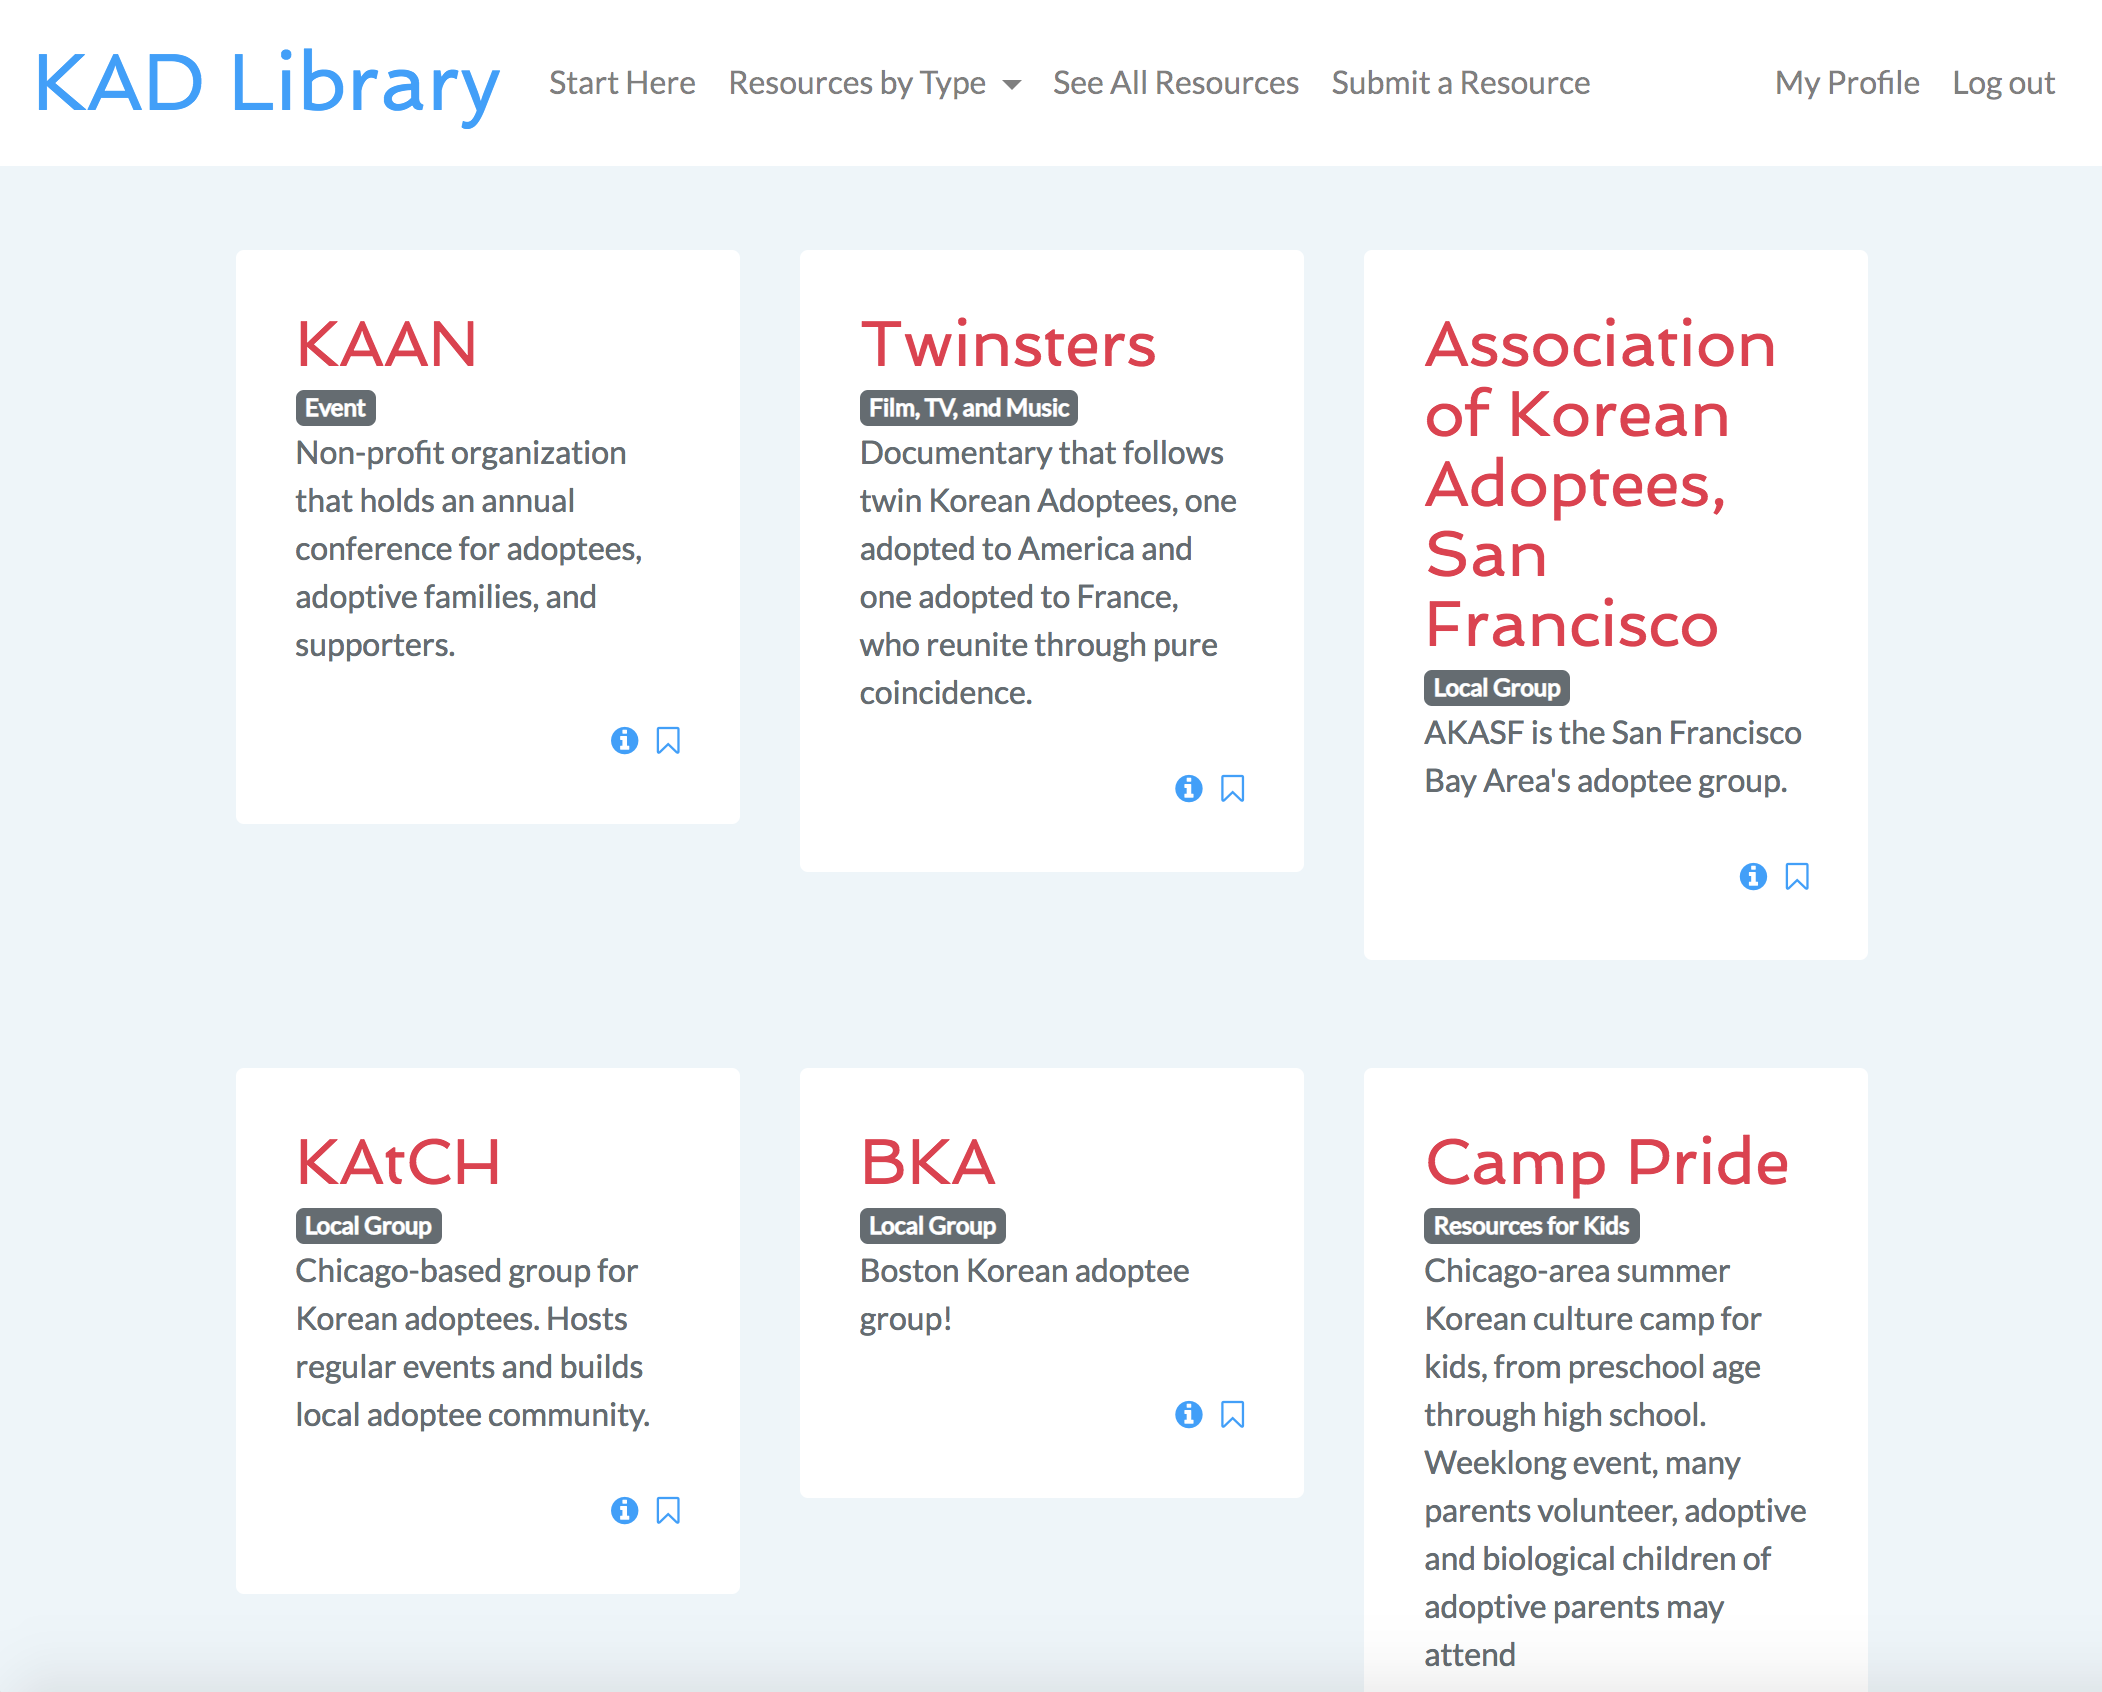 KAD Library
Start Here
Resources by Type
See All Resources
Submit a Resource
My Profile
Log out
KAAN
Event
Non-profit organization
that holds an annual
conference for adoptees,
adoptive families, and
supporters.
Twinsters
Film, TV, and Music
Documentary that follows
twin Korean Adoptees, one
adopted to America and
one adopted to France,
who reunite through pure
coincidence.
Association
of Korean
Adoptees,
San
Francisco
Local Group
AKASF is the San Francisco
Bay Area's adoptee group.
KAtCH
Local Group
Chicago-based group for
Korean adoptees. Hosts
regular events and builds
local adoptee community.
BKA
Local Group
Boston Korean adoptee
group!
Camp Pride
Resources for Kids
Chicago-area summer
Korean culture camp for
kids, from preschool age
through high school.
Weeklong event, many
parents volunteer, adoptive
and biological children of
adoptive parents may
attend